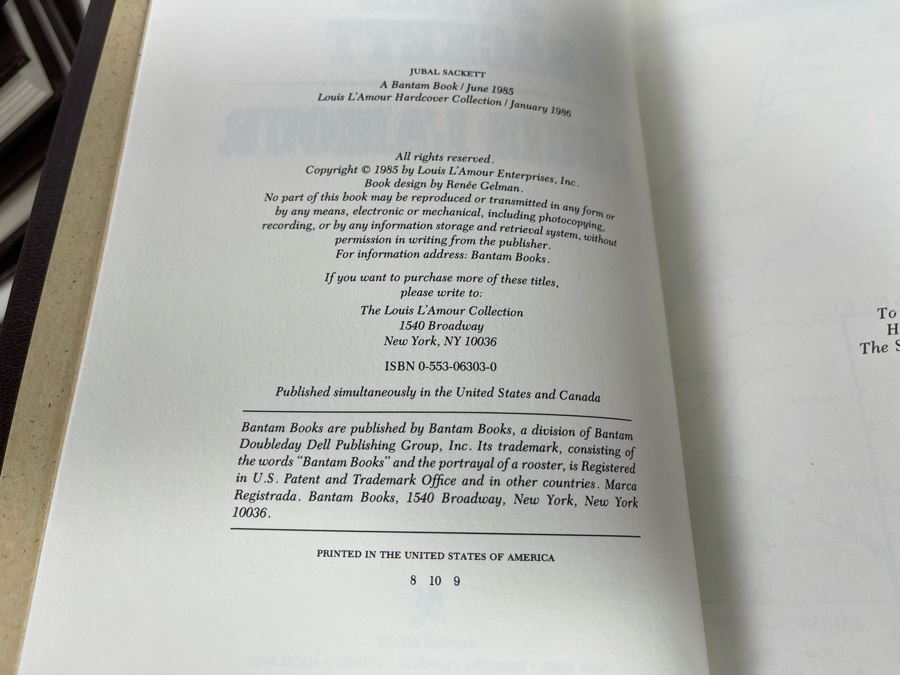 JUBAL SACKETT
A Bantam Book / June 1985
Louis L'Amour Hardcover Collection / January 1986
All rights reserved.
Copyright © 1985 by Louis L'Amour Enterprises, Inc.
Book design by Renée Gelman.
No part of this book may be reproduced or transmitted in any form or
by any means, electronic or mechanical, including photocopying,
recording, or by any information storage and retrieval system, without
permission in writing from the publisher.
For information address: Bantam Books.
If you want to purchase more of these titles,
please write to:
The Louis L'Amour Collection
1540 Broadway
New York, NY 10036
ISBN 0-553-06303-0
Published simultaneously in the United States and Canada
Bantam Books are published by Bantam Books, a division of Bantam
Doubleday Dell Publishing Group, Inc. Its trademark, consisting of
the words "Bantam Books" and the portrayal of a rooster, is Registered
in U.S. Patent and Trademark Office and in other countries. Marca
Registrada. Bantam Books, 1540 Broadway, New York, New York
10036.
PRINTED IN THE UNITED STATES OF AMERICA
8 10 9
To
H
The S